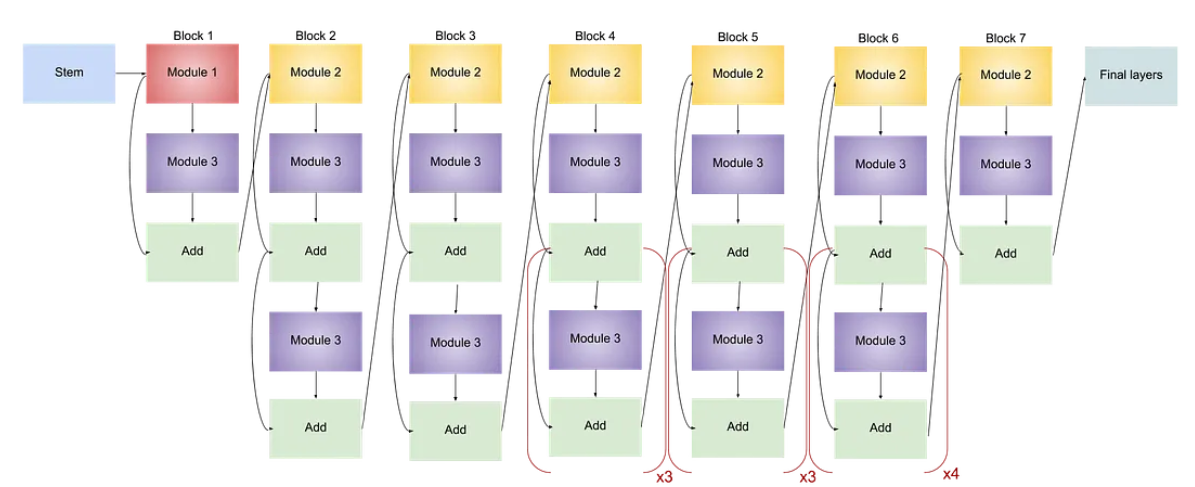 Block 1
Block 2
Block 3
Block 4
Block 5
Block 6
Block 7
Stem
Module 1
Module 2
Module 2
Module 2
Module 2
Module 2
Module 2
Final layers
Module 3
Module 3
Module 3
Module 3
Module 3
Module 3
Module 3
Add
Add
Add
Add
Add
Add
Add
Module 3
Module 3
Module 3
Module 3
Module 3
Add
Add
Add
Add
Add
x3
x3
x4